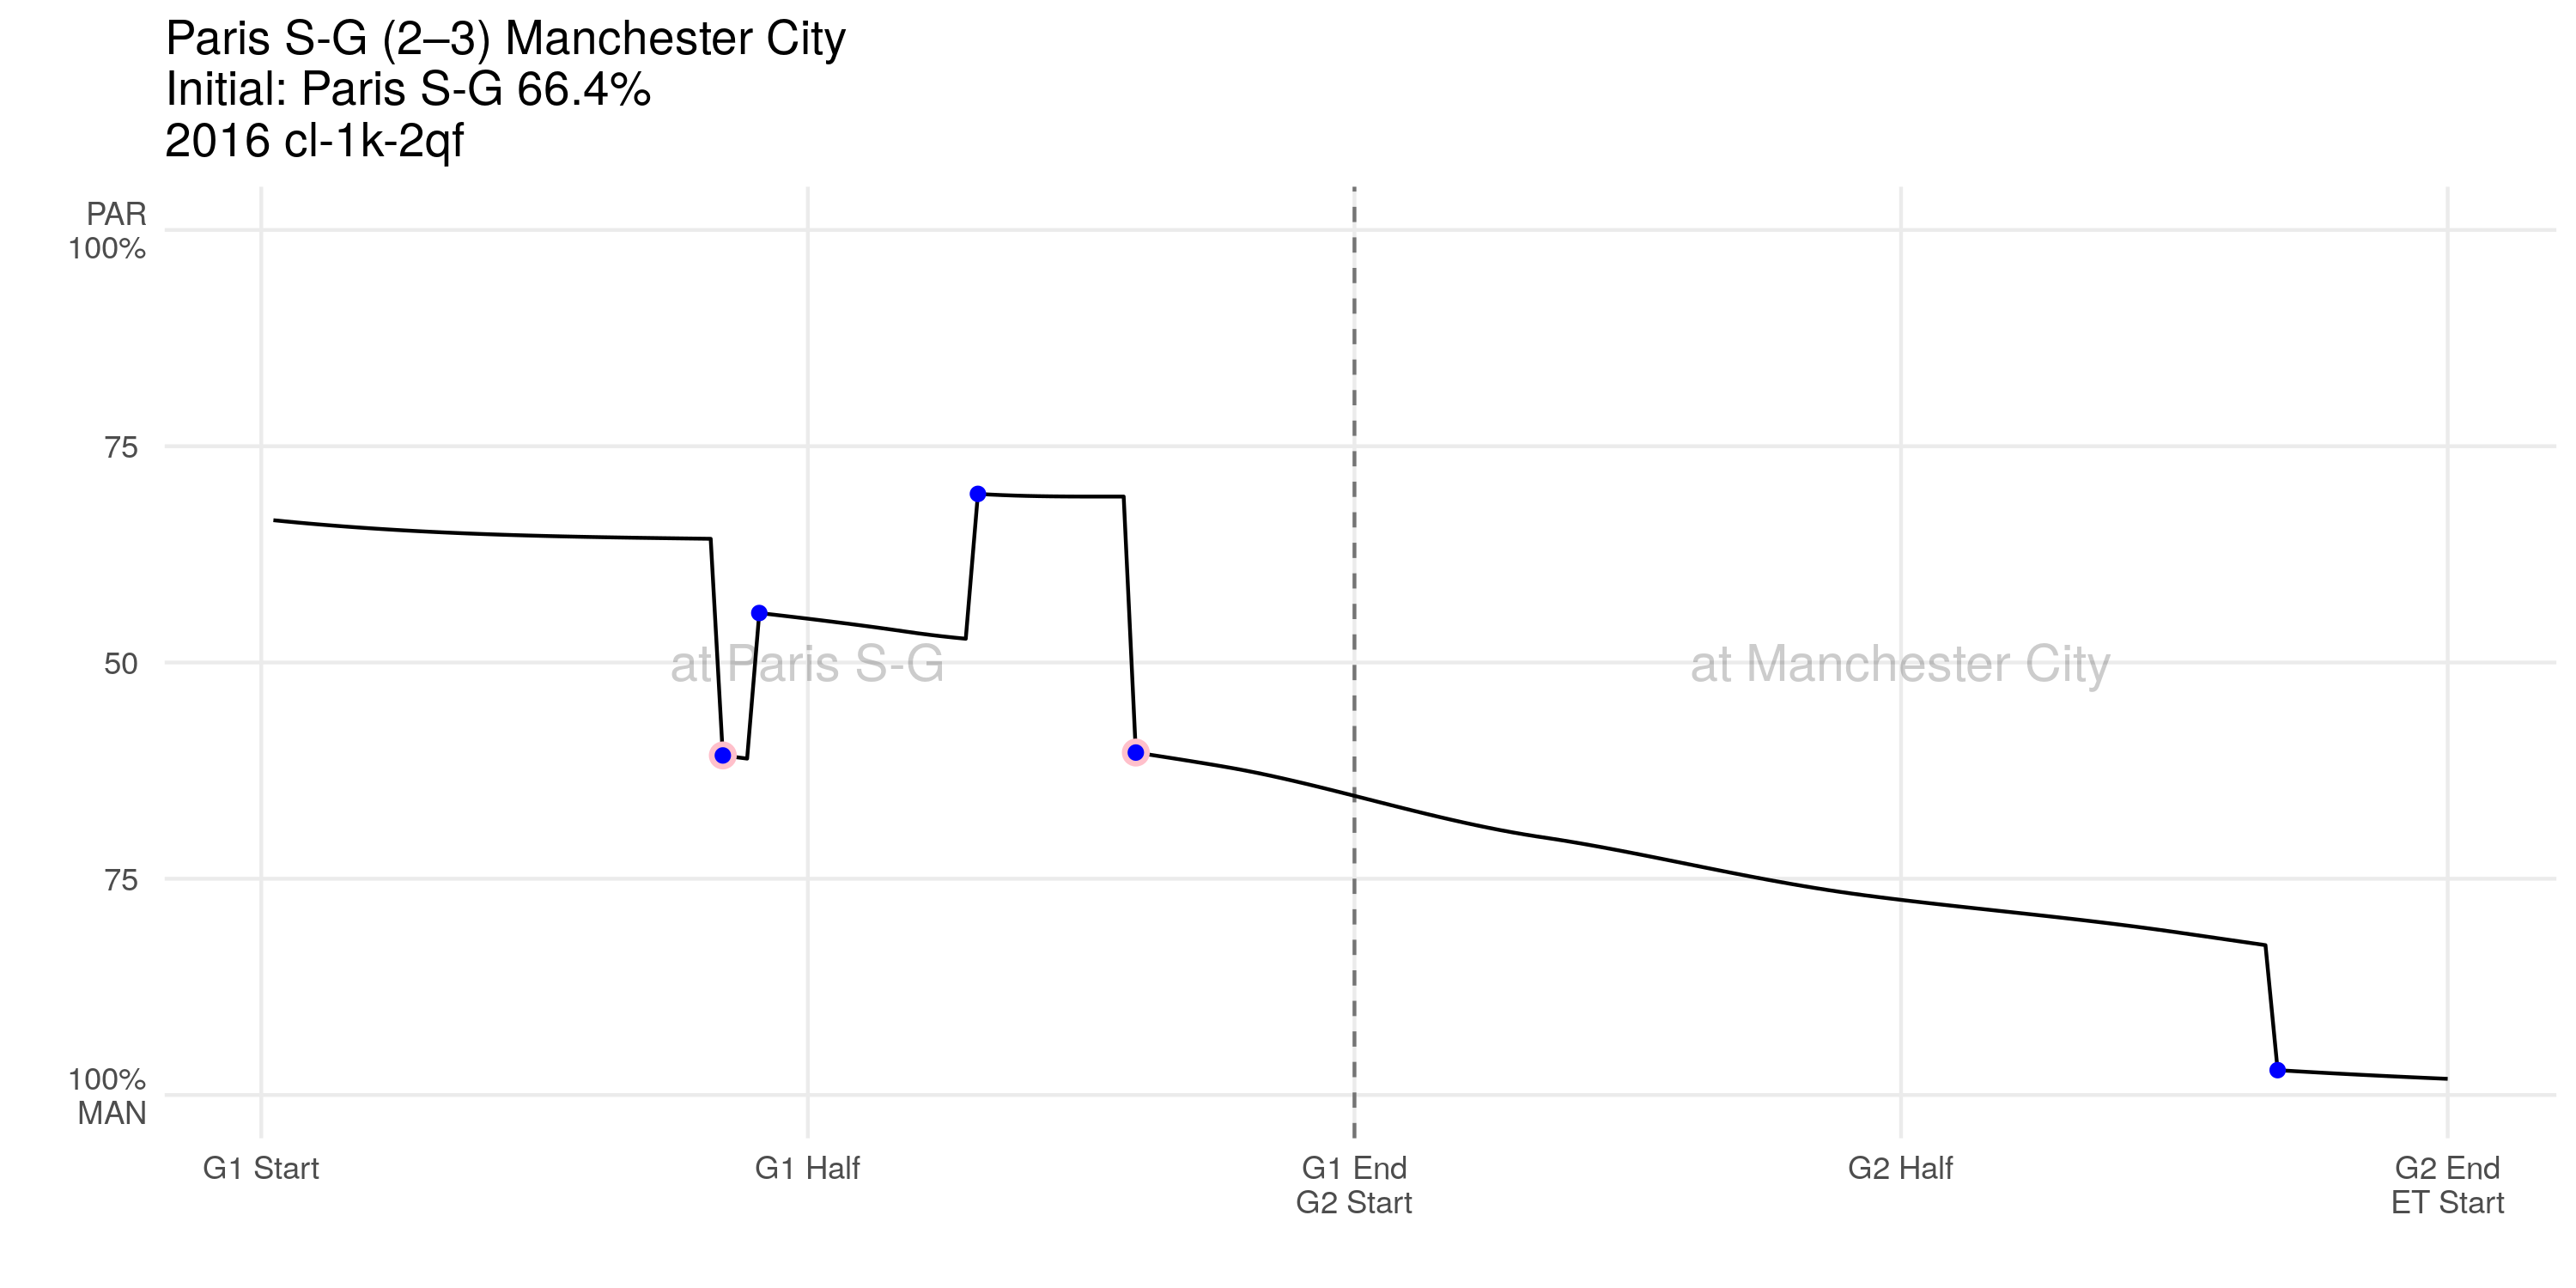 Paris S-G (2–3) Manchester City
Initial: Paris S-G 66.4%
2016 cl-1k-2qf
PAR
100%
75
50
75
100%
MAN
at Paris S-G
at Manchester City
G1 Start
G1 Half
G1 End
G2 Start
G2 Half
G2 End
ET Start